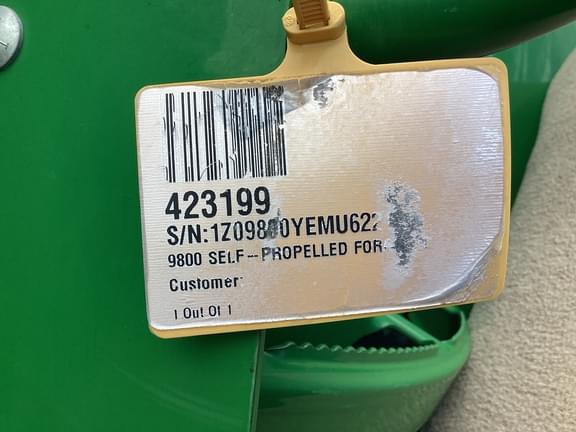 423199
S/N:1Z09800YEMU622
9800 SELF-PROPELLED FOR
Customer:
1 Out Of 1